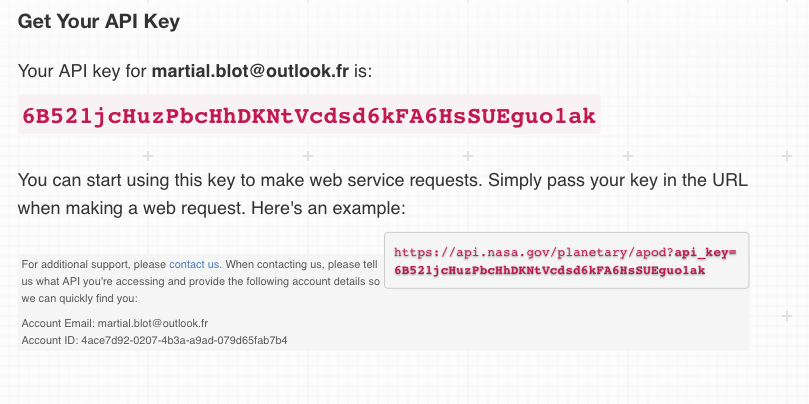 Get Your API Key
Your API key for martial.blot@outlook.fr is:
6B521jcHuzPbcHhDKNtVcdsd6kFA6HsSUEguo1ak
You can start using this key to make web service requests. Simply pass your key in the URL
when making a web request. Here's an example:
https://api.nasa.gov/planetary/apod?api_key=
6B521jcHuzPbcHhDKNtVcdsd6kFA6HsSUEguo1ak
For additional support, please contact us. When contacting us, please tell
us what API you're accessing and provide the following account details so
we can quickly find you:
Account Email: martial.blot@outlook.fr
Account ID: 4ace7d92-0207-4b3a-a9ad-079d65fab7b4